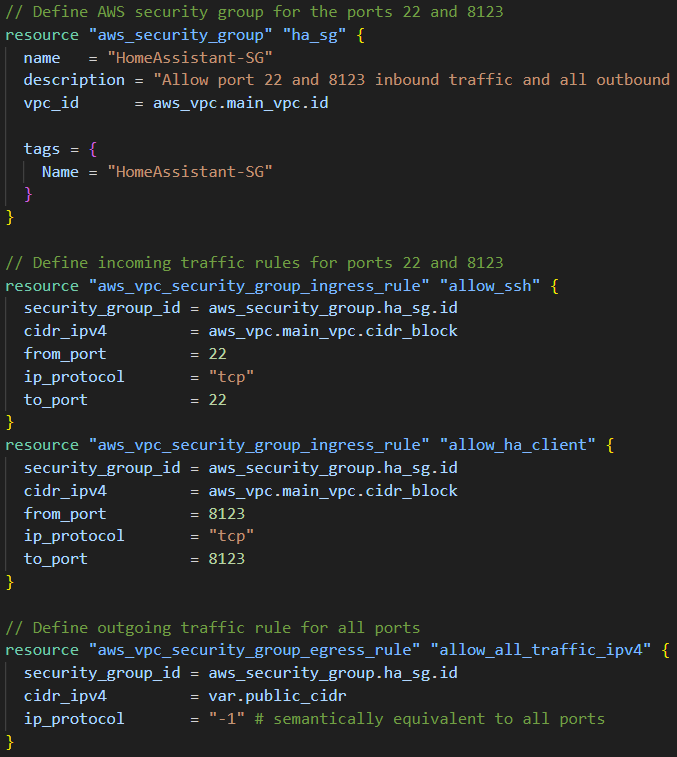 // Define AWS security group for the ports 22 and 8123
resource "aws_security_group" "ha_sg" {
  name   = "HomeAssistant-SG"
  description = "Allow port 22 and 8123 inbound traffic and all outbound
  vpc_id      = aws_vpc.main_vpc.id

  tags = {
    Name = "HomeAssistant-SG"
  }
}

// Define incoming traffic rules for ports 22 and 8123
resource "aws_vpc_security_group_ingress_rule" "allow_ssh" {
  security_group_id = aws_security_group.ha_sg.id
  cidr_ipv4         = aws_vpc.main_vpc.cidr_block
  from_port         = 22
  ip_protocol       = "tcp"
  to_port           = 22
}
resource "aws_vpc_security_group_ingress_rule" "allow_ha_client" {
  security_group_id = aws_security_group.ha_sg.id
  cidr_ipv4         = aws_vpc.main_vpc.cidr_block
  from_port         = 8123
  ip_protocol       = "tcp"
  to_port           = 8123
}

// Define outgoing traffic rule for all ports
resource "aws_vpc_security_group_egress_rule" "allow_all_traffic_ipv4" {
  security_group_id = aws_security_group.ha_sg.id
  cidr_ipv4         = var.public_cidr
  ip_protocol       = "-1" # semantically equivalent to all ports
}